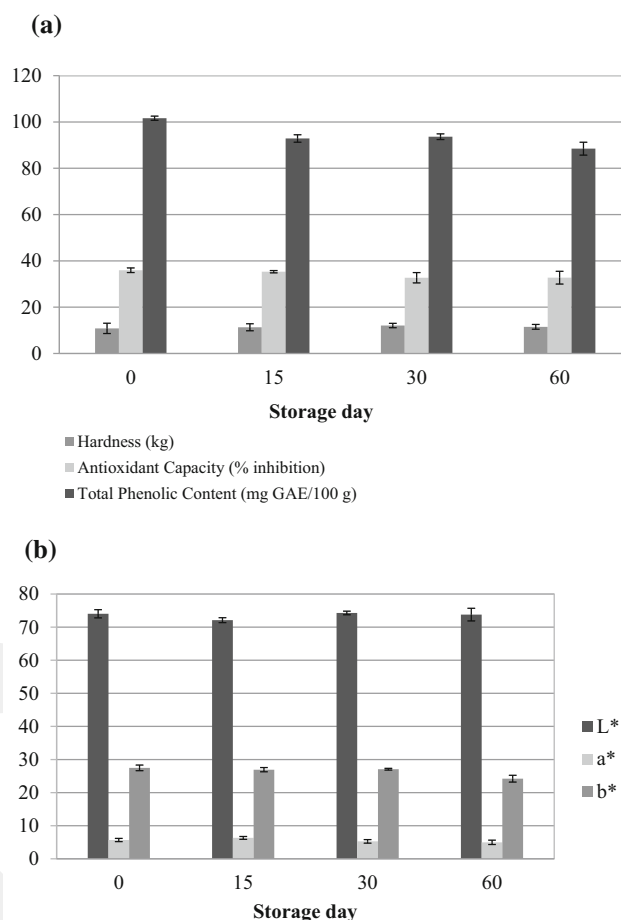 (a)
120
100
80
60
40
20
0
0 15 30 60
Storage day
Hardness (kg)
Antioxidant Capacity (% inhibition)
Total Phenolic Content (mg GAE/100 g)
(b)
80
70
60
50
40
30
20
10
0
L*
a*
b*
0 15 30 60
Storage day